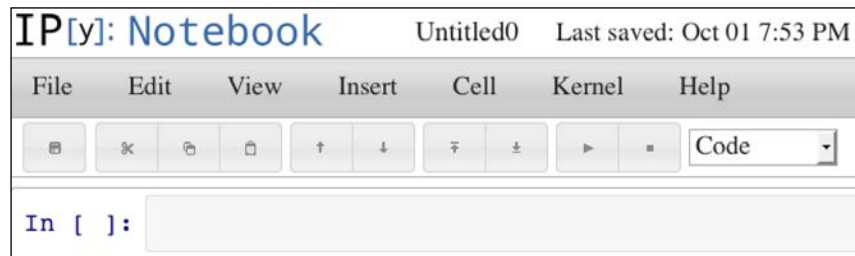 IP[y]: Notebook Untitled0 Last saved: Oct 01 7:53 PM
File Edit View Insert Cell Kernel Help
Code
In [ ]: